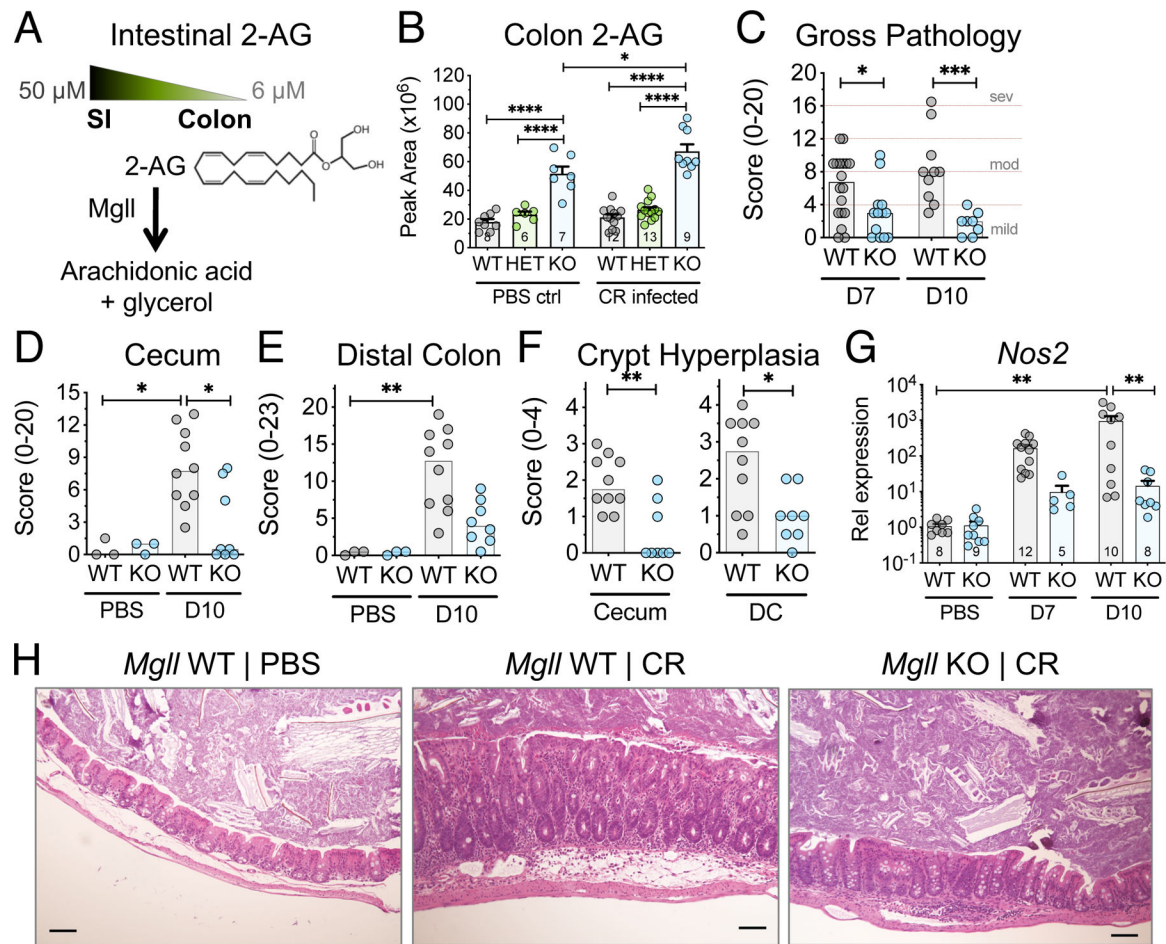 A
Intestinal 2-AG
50 µM
6 µM
SI
Colon
2-AG
O
O
OH
OH
Mgll
Arachidonic acid
+ glycerol
B
Colon 2-AG
Peak Area (x10⁶)
120
100
80
60
40
20
0
*
****
****
****
****
8
6
7
12
13
9
WT HET KO
WT HET KO
PBS ctrl
CR infected
C
Gross Pathology
Score (0-20)
20
16
12
8
4
0
*
***
sev
mod
mild
WT KO
WT KO
D7
D10
D
Cecum
Score (0-20)
15
12
9
6
3
0
*
*
WT KO WT KO
PBS
D10
E
Distal Colon
Score (0-23)
20
15
10
5
0
**
WT KO WT KO
PBS
D10
F
Crypt Hyperplasia
Score (0-4)
4
3
2
1
0
**
WT KO
Cecum
4
3
2
1
0
*
WT KO
DC
G
Nos2
Rel expression
10⁴
10³
10²
10¹
10⁰
10⁻¹
**
**
8
9
12
5
10
8
WT KO
WT KO
WT KO
PBS
D7
D10
H
Mgll WT | PBS
Mgll WT | CR
Mgll KO | CR